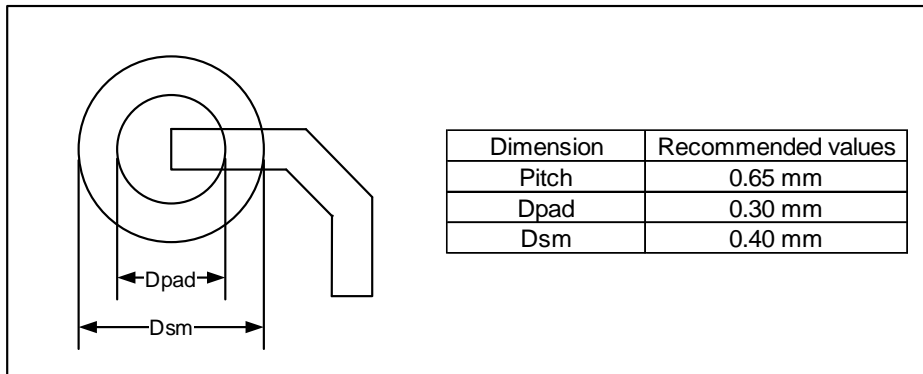 Dpad
Dsm
Dimension Recommended values
Pitch 0.65 mm
Dpad 0.30 mm
Dsm 0.40 mm